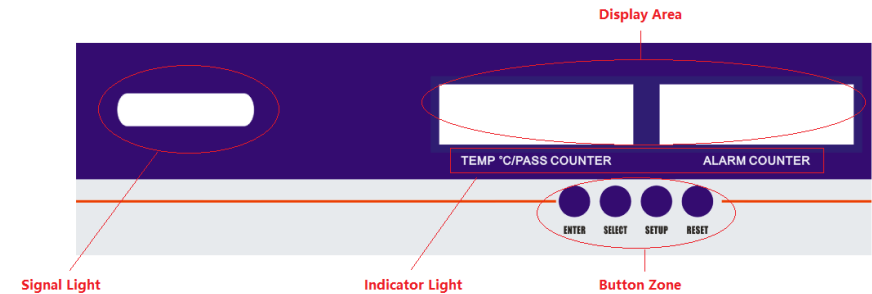 Display Area
TEMP °C/PASS COUNTER ALARM COUNTER
ENTER SELECT SETUP RESET
Signal Light Indicator Light Button Zone